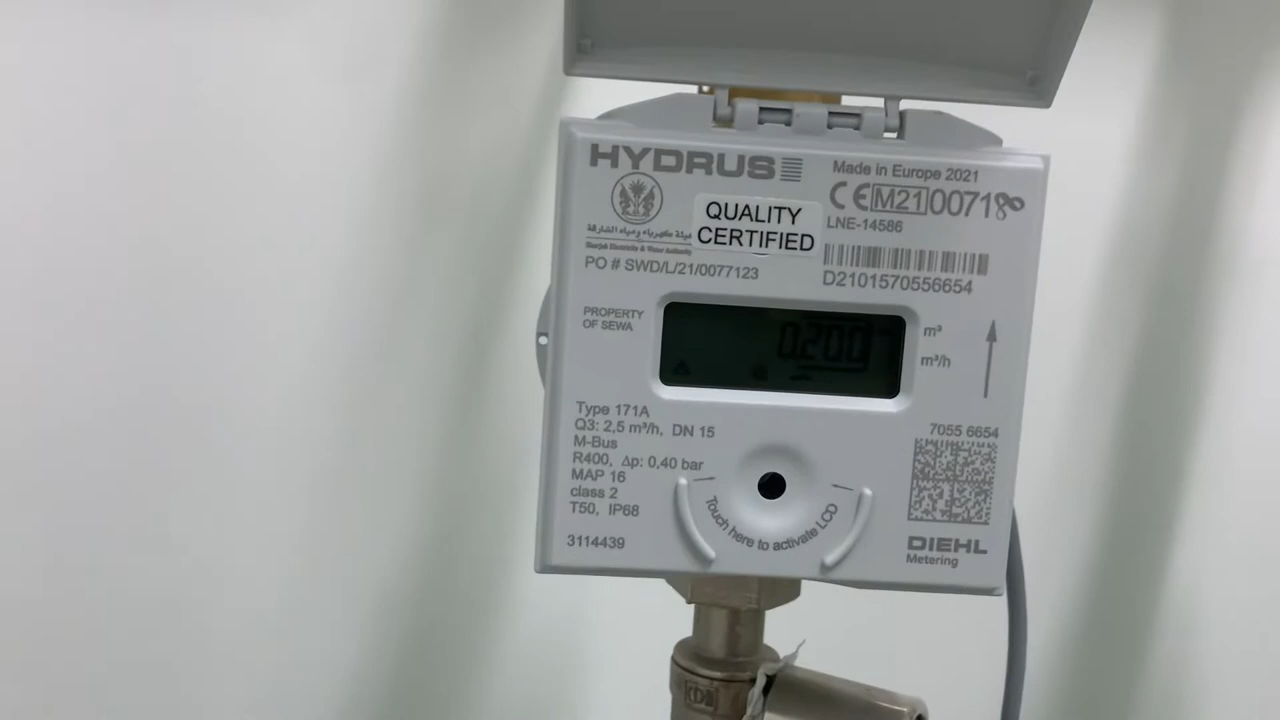 HYDRUS
Made in Europe 2021
CE M21 0071
LNE-14586
QUALITY
CERTIFIED
هيئة كهرباء ومياه الشارقة
Sharjah Electricity & Water Authority
PO # SWD/L/21/0077123
D2101570556654
PROPERTY
OF SEWA
0.200
m³
m³/h
Type 171A
Q3: 2,5 m³/h, DN 15
M-Bus
R400, Δp: 0,40 bar
MAP 16
class 2
T50, IP68
3114439
7055 6654
Touch here to activate LCD
DIEHL
Metering